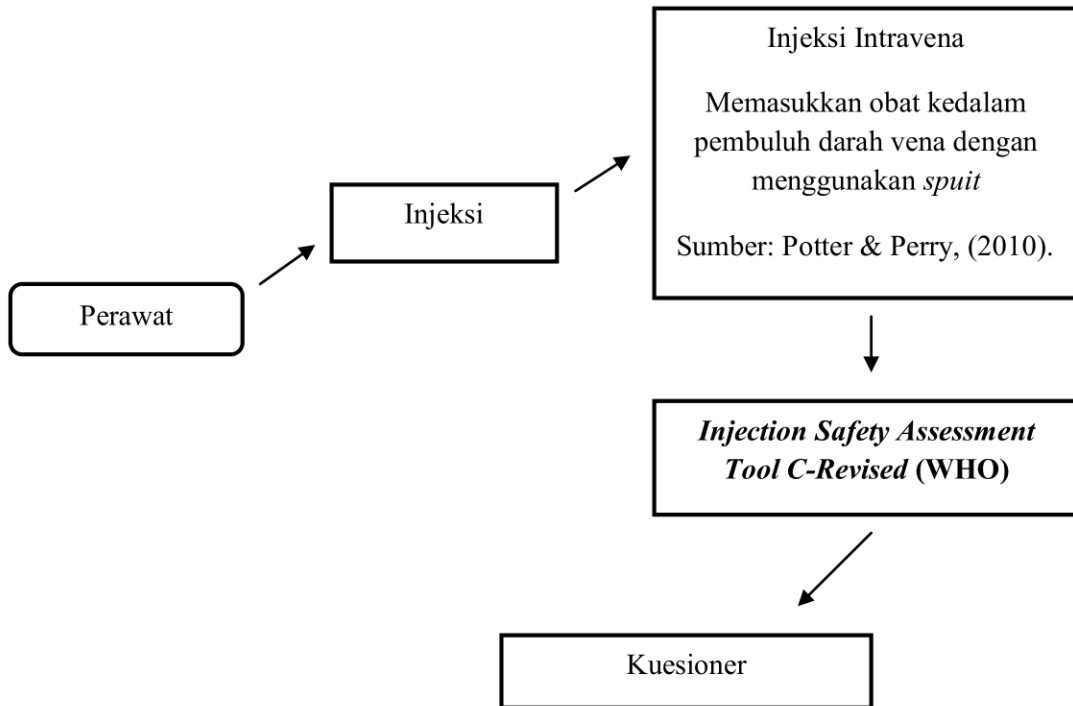 Injeksi Intravena
Memasukkan obat kedalam
pembuluh darah vena dengan
menggunakan spuit
Sumber: Potter & Perry, (2010).
Injeksi
Perawat
Injection Safety Assessment
Tool C-Revised (WHO)
Kuesioner